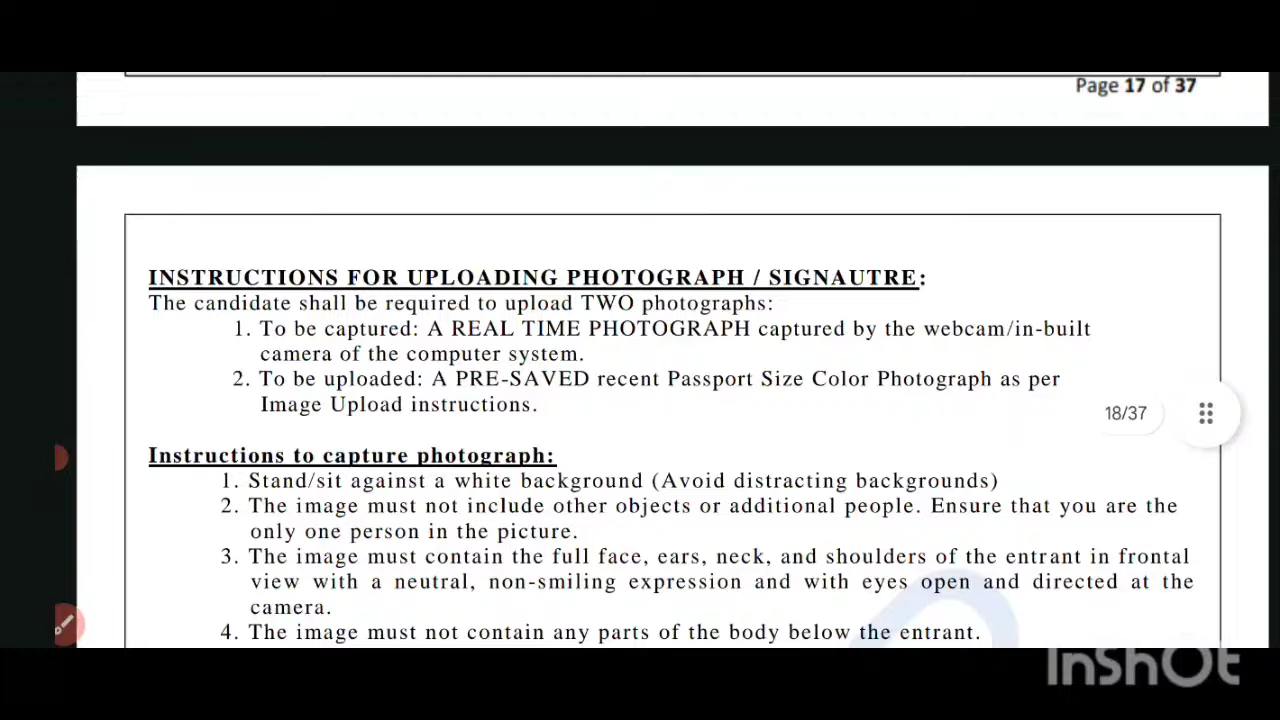 Page 17 of 37
INSTRUCTIONS FOR UPLOADING PHOTOGRAPH / SIGNAUTRE:
The candidate shall be required to upload TWO photographs:
1. To be captured: A REAL TIME PHOTOGRAPH captured by the webcam/in-built
camera of the computer system.
2. To be uploaded: A PRE-SAVED recent Passport Size Color Photograph as per
Image Upload instructions.
18/37
Instructions to capture photograph:
1. Stand/sit against a white background (Avoid distracting backgrounds)
2. The image must not include other objects or additional people. Ensure that you are the
only one person in the picture.
3. The image must contain the full face, ears, neck, and shoulders of the entrant in frontal
view with a neutral, non-smiling expression and with eyes open and directed at the
camera.
4. The image must not contain any parts of the body below the entrant.
InShOt